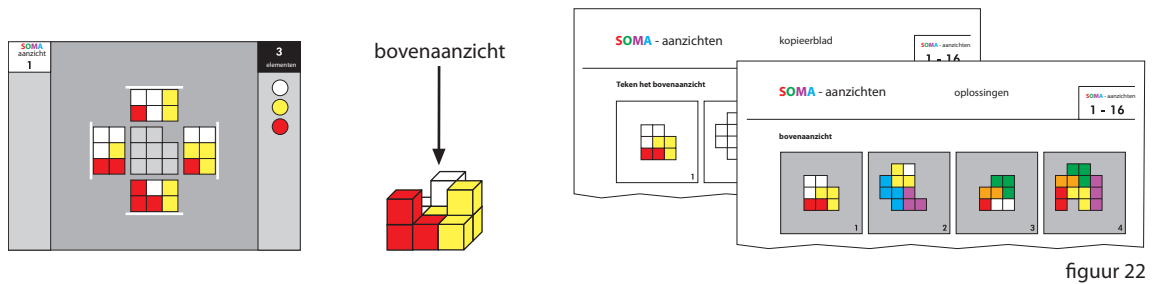 SOMA
aanzicht
1
3
elementen
bovenaanzicht
SOMA - aanzichten
kopieerblad
SOMA - aanzichten
1 - 16
Teken het bovenaanzicht
1
SOMA - aanzichten
oplossingen
SOMA - aanzichten
1 - 16
bovenaanzicht
1
2
3
4
figuur 22